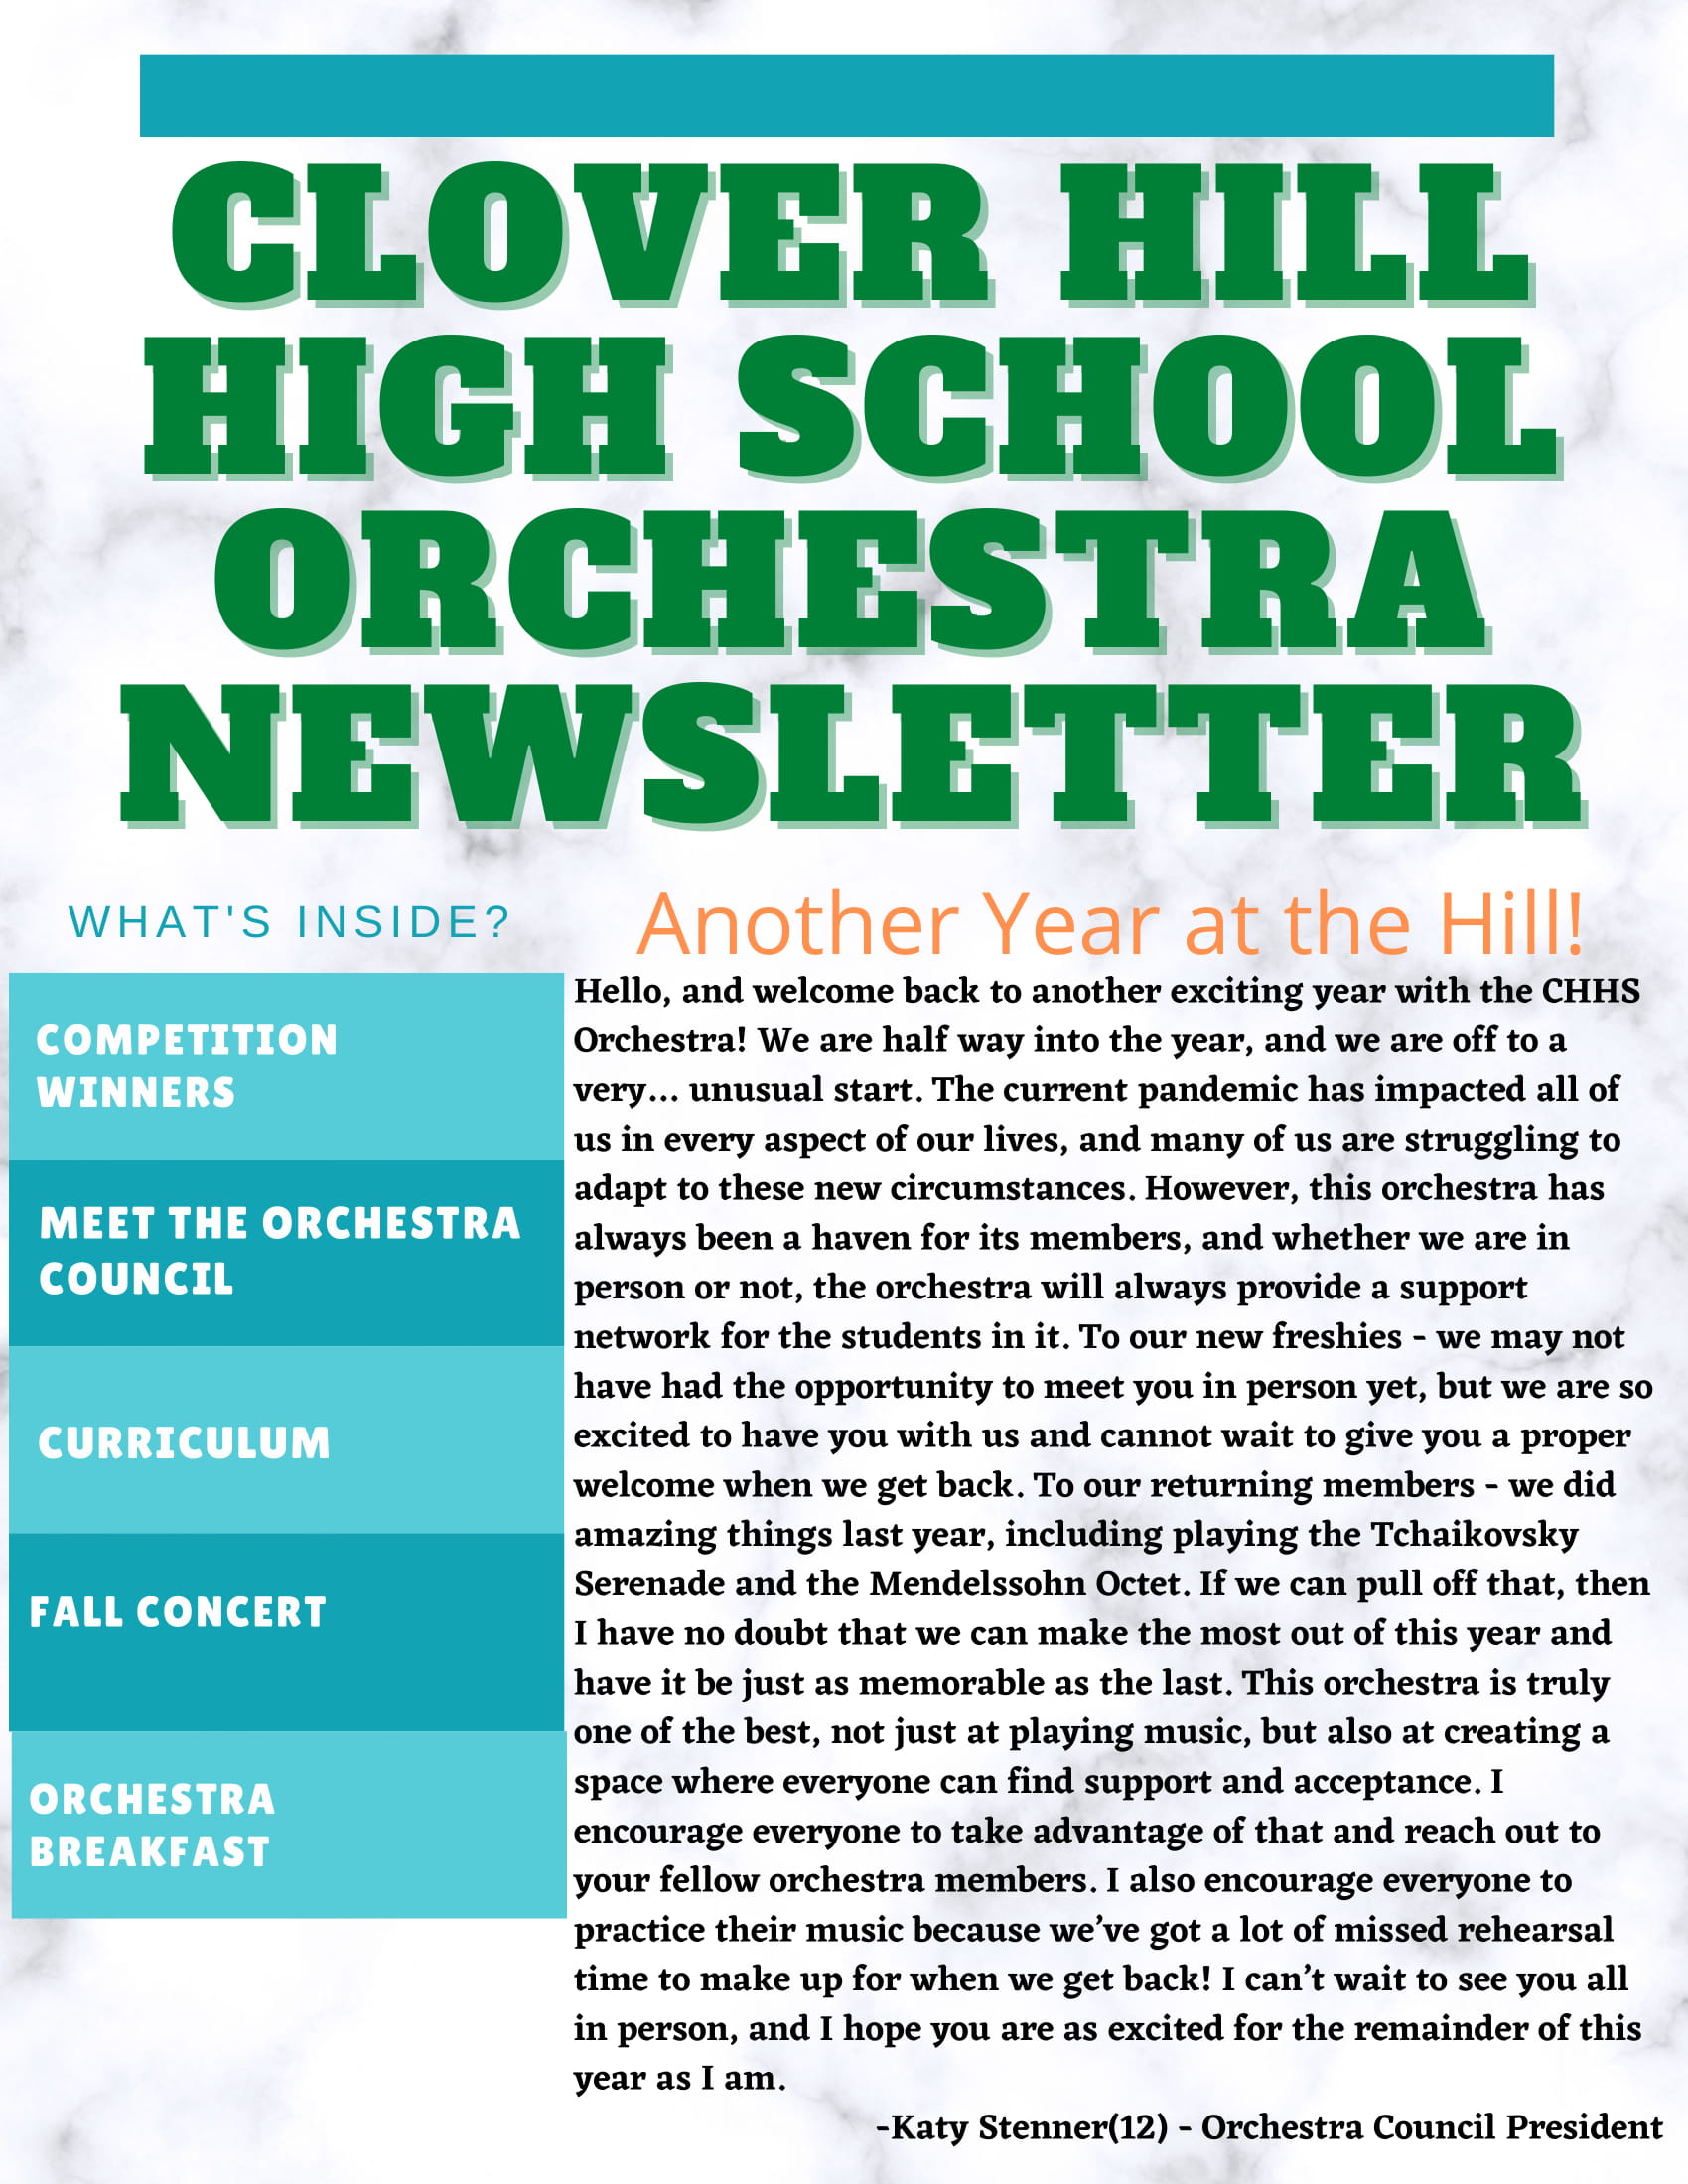 CLOVER HILL
HIGH SCHOOL
ORCHESTRA
NEWSLETTER
WHAT'S INSIDE?
COMPETITION
WINNERS
MEET THE ORCHESTRA
COUNCIL
CURRICULUM
FALL CONCERT
ORCHESTRA
BREAKFAST
Another Year at the Hill!
Hello, and welcome back to another exciting year with the CHHS
Orchestra! We are half way into the year, and we are off to a
very... unusual start. The current pandemic has impacted all of
us in every aspect of our lives, and many of us are struggling to
adapt to these new circumstances. However, this orchestra has
always been a haven for its members, and whether we are in
person or not, the orchestra will always provide a support
network for the students in it. To our new freshies - we may not
have had the opportunity to meet you in person yet, but we are so
excited to have you with us and cannot wait to give you a proper
welcome when we get back. To our returning members - we did
amazing things last year, including playing the Tchaikovsky
Serenade and the Mendelssohn Octet. If we can pull off that, then
I have no doubt that we can make the most out of this year and
have it be just as memorable as the last. This orchestra is truly
one of the best, not just at playing music, but also at creating a
space where everyone can find support and acceptance. I
encourage everyone to take advantage of that and reach out to
your fellow orchestra members. I also encourage everyone to
practice their music because we’ve got a lot of missed rehearsal
time to make up for when we get back! I can’t wait to see you all
in person, and I hope you are as excited for the remainder of this
year as I am.
-Katy Stenner(12) - Orchestra Council President